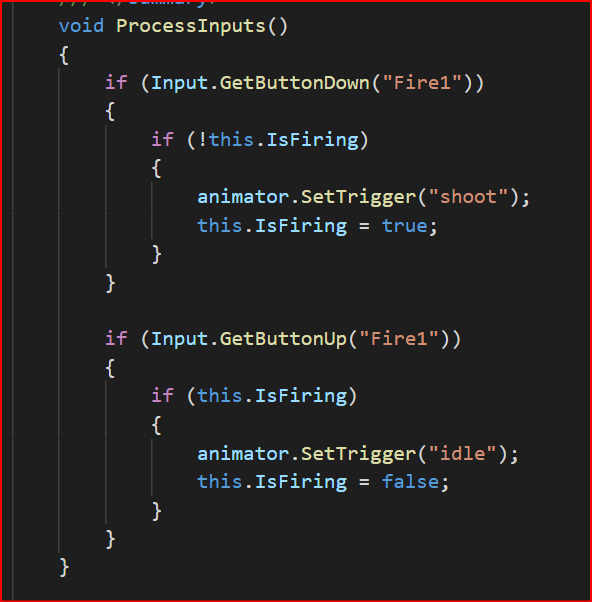 /// </summary>
void ProcessInputs()
{
if (Input.GetButtonDown("Fire1"))
{
if (!this.IsFiring)
{
animator.SetTrigger("shoot");
this.IsFiring = true;
}
}
if (Input.GetButtonUp("Fire1"))
{
if (this.IsFiring)
{
animator.SetTrigger("idle");
this.IsFiring = false;
}
}
}